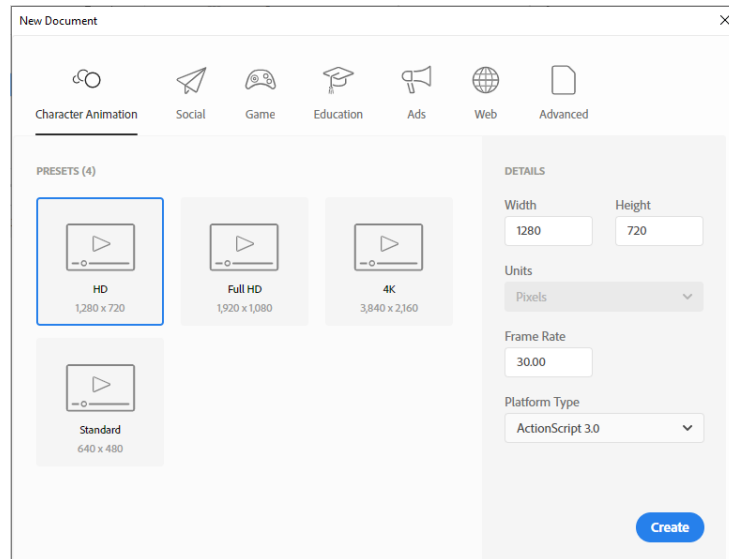 New Document
Character Animation
Social
Game
Education
Ads
Web
Advanced
PRESETS (4)
HD
1,280 x 720
Full HD
1,920 x 1,080
4K
3,840 x 2,160
Standard
640 x 480
DETAILS
Width
Height
1280
720
Units
Pixels
Frame Rate
30.00
Platform Type
ActionScript 3.0
Create